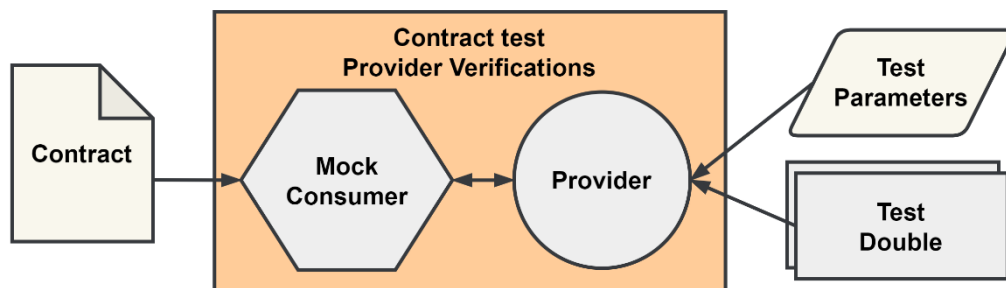 Contract test
Provider Verifications
Contract
Mock
Consumer
Provider
Test
Parameters
Test
Double